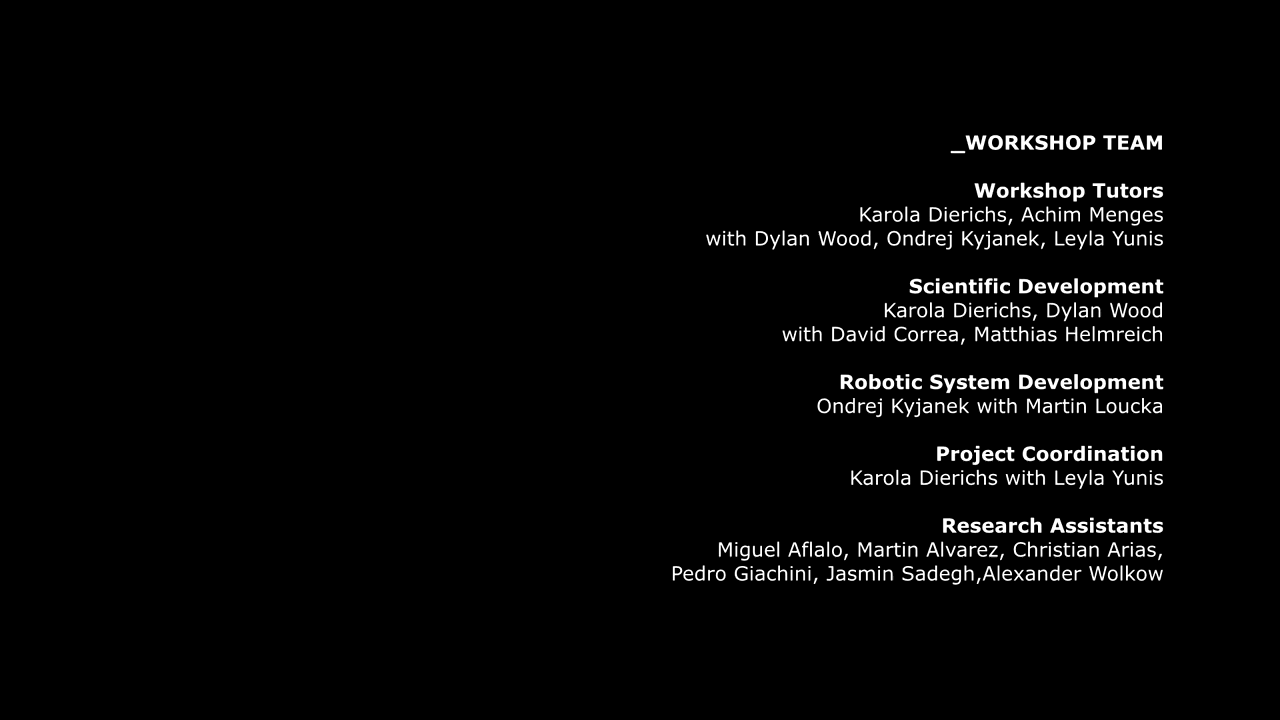 _WORKSHOP TEAM
Workshop Tutors
Karola Dierichs, Achim Menges
with Dylan Wood, Ondrej Kyjanek, Leyla Yunis
Scientific Development
Karola Dierichs, Dylan Wood
with David Correa, Matthias Helmreich
Robotic System Development
Ondrej Kyjanek with Martin Loucka
Project Coordination
Karola Dierichs with Leyla Yunis
Research Assistants
Miguel Aflalo, Martin Alvarez, Christian Arias,
Pedro Giachini, Jasmin Sadegh,Alexander Wolkow